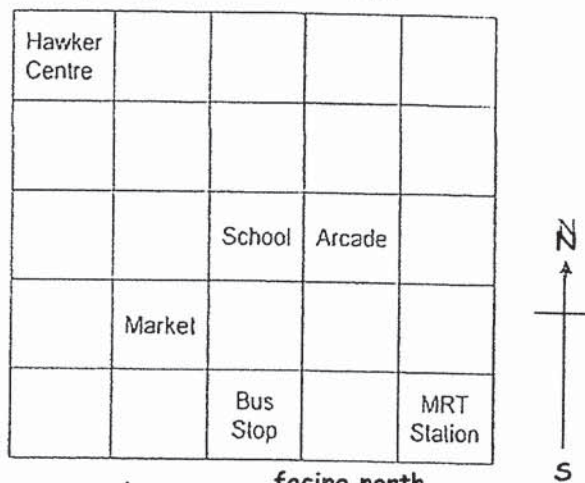 Hawker
Centre
School
Arcade
N
Market
Bus
Stop
MRT
Station
facing north
S